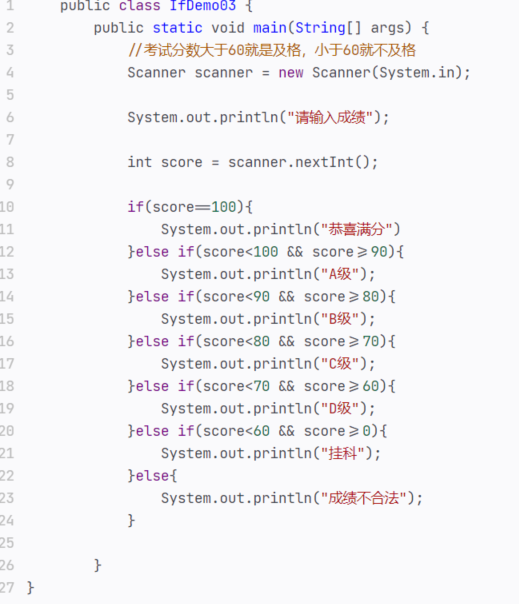 1 public class IfDemo03 {
2 public static void main(String[] args) {
3 //考试分数大于60就是及格，小于60就不及格
4 Scanner scanner = new Scanner(System.in);
5
6 System.out.println("请输入成绩");
7
8 int score = scanner.nextInt();
9
10 if(score==100){
11 System.out.println("恭喜满分")
12 }else if(score<100 && score>=90){
13 System.out.println("A级");
14 }else if(score<90 && score>=80){
15 System.out.println("B级");
16 }else if(score<80 && score>=70){
17 System.out.println("C级");
18 }else if(score<70 && score>=60){
19 System.out.println("D级");
20 }else if(score<60 && score>=0){
21 System.out.println("挂科");
22 }else{
23 System.out.println("成绩不合法");
24 }
25
26 }
27 }